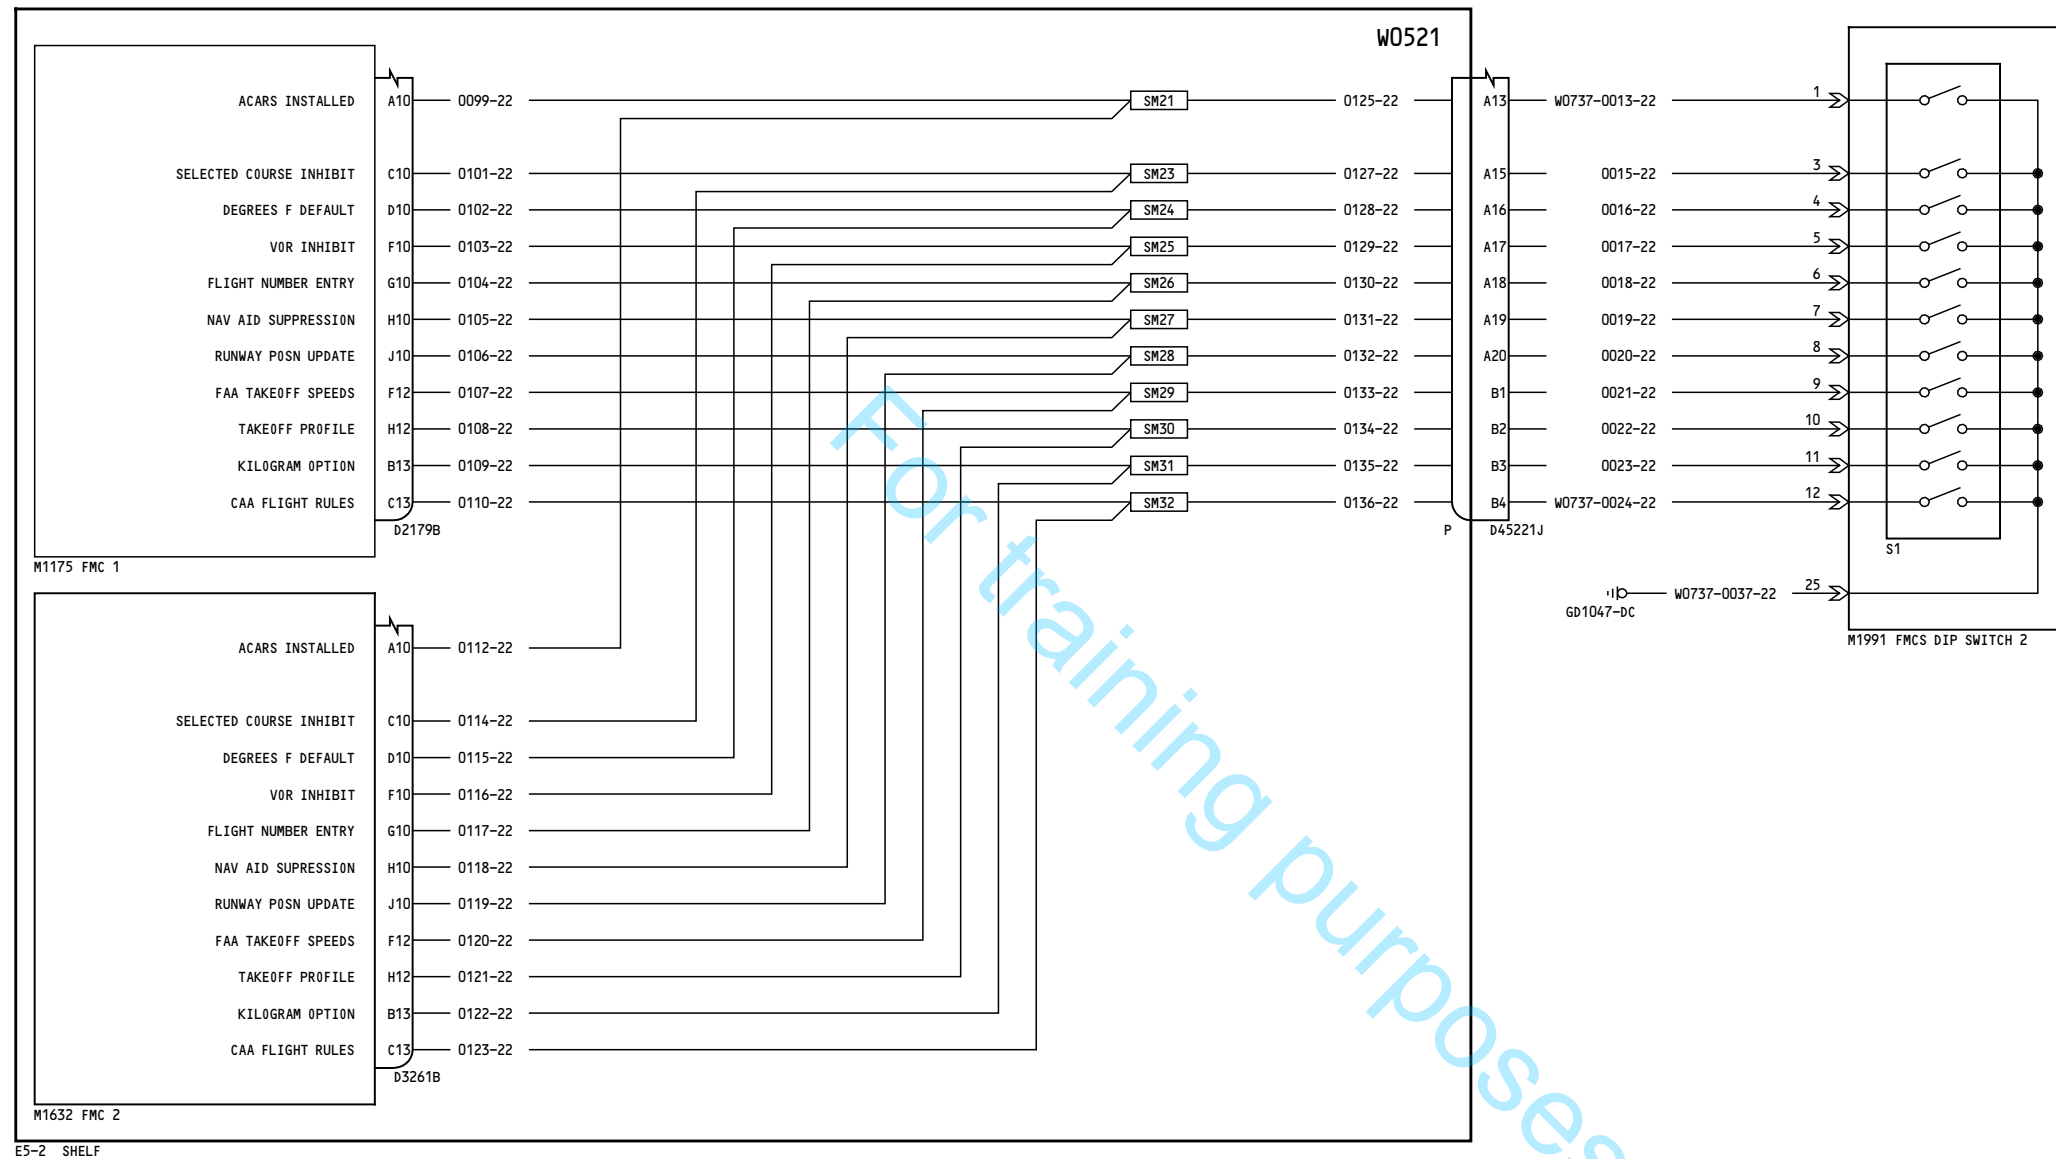 W0521
ACARS INSTALLED A10 0099-22 SM21 0125-22 A13 W0737-0013-22 1
SELECTED COURSE INHIBIT C10 0101-22 SM23 0127-22 A15 0015-22 3
DEGREES F DEFAULT D10 0102-22 SM24 0128-22 A16 0016-22 4
VOR INHIBIT F10 0103-22 SM25 0129-22 A17 0017-22 5
FLIGHT NUMBER ENTRY G10 0104-22 SM26 0130-22 A18 0018-22 6
NAV AID SUPPRESSION H10 0105-22 SM27 0131-22 A19 0019-22 7
RUNWAY POSN UPDATE J10 0106-22 SM28 0132-22 A20 0020-22 8
FAA TAKEOFF SPEEDS F12 0107-22 SM29 0133-22 B1 0021-22 9
TAKEOFF PROFILE H12 0108-22 SM30 0134-22 B2 0022-22 10
KILOGRAM OPTION B13 0109-22 SM31 0135-22 B3 0023-22 11
CAA FLIGHT RULES C13 0110-22 SM32 0136-22 B4 W0737-0024-22 12
D2179B P D45221J
S1
M1175 FMC 1
W0737-0037-22 25
GD1047-DC
M1991 FMCS DIP SWITCH 2
ACARS INSTALLED A10 0112-22
SELECTED COURSE INHIBIT C10 0114-22
DEGREES F DEFAULT D10 0115-22
VOR INHIBIT F10 0116-22
FLIGHT NUMBER ENTRY G10 0117-22
NAV AID SUPRESSION H10 0118-22
RUNWAY POSN UPDATE J10 0119-22
FAA TAKEOFF SPEEDS F12 0120-22
TAKEOFF PROFILE H12 0121-22
KILOGRAM OPTION B13 0122-22
CAA FLIGHT RULES C13 0123-22
D3261B
M1632 FMC 2
E5-2 SHELF
For training purposes